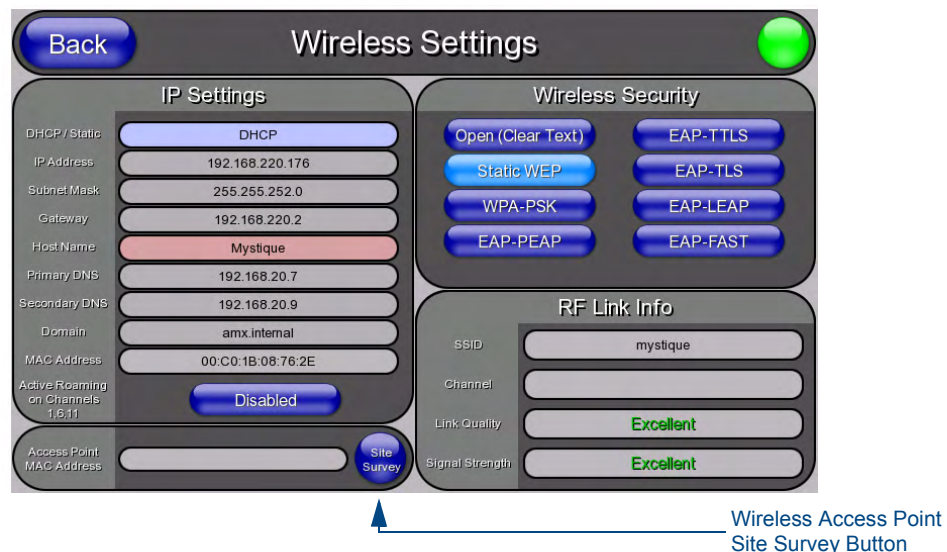 Back
Wireless Settings
IP Settings
DHCP / Static
DHCP
IP Address
192.168.220.176
Subnet Mask
255.255.252.0
Gateway
192.168.220.2
Host Name
Mystique
Primary DNS
192.168.20.7
Secondary DNS
192.168.20.9
Domain
amx.internal
MAC Address
00:C0:1B:08:76:2E
Active Roaming
on Channels
1,6,11
Disabled
Access Point
MAC Address
Site
Survey
Wireless Security
Open (Clear Text)
EAP-TTLS
Static WEP
EAP-TLS
WPA-PSK
EAP-LEAP
EAP-PEAP
EAP-FAST
RF Link Info
SSID
mystique
Channel
Link Quality
Excellent
Signal Strength
Excellent
Wireless Access Point
Site Survey Button